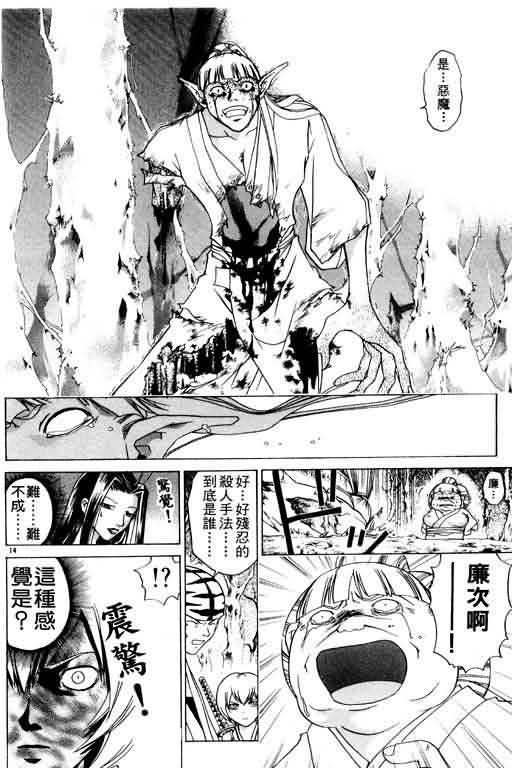 是…惡魔
…
廉…
廉次啊
——
好…好殘忍的
殺人手法…
到底是誰……
驚覺！
難……難
不成……
14
!?
震驚！
這種感
覺是？